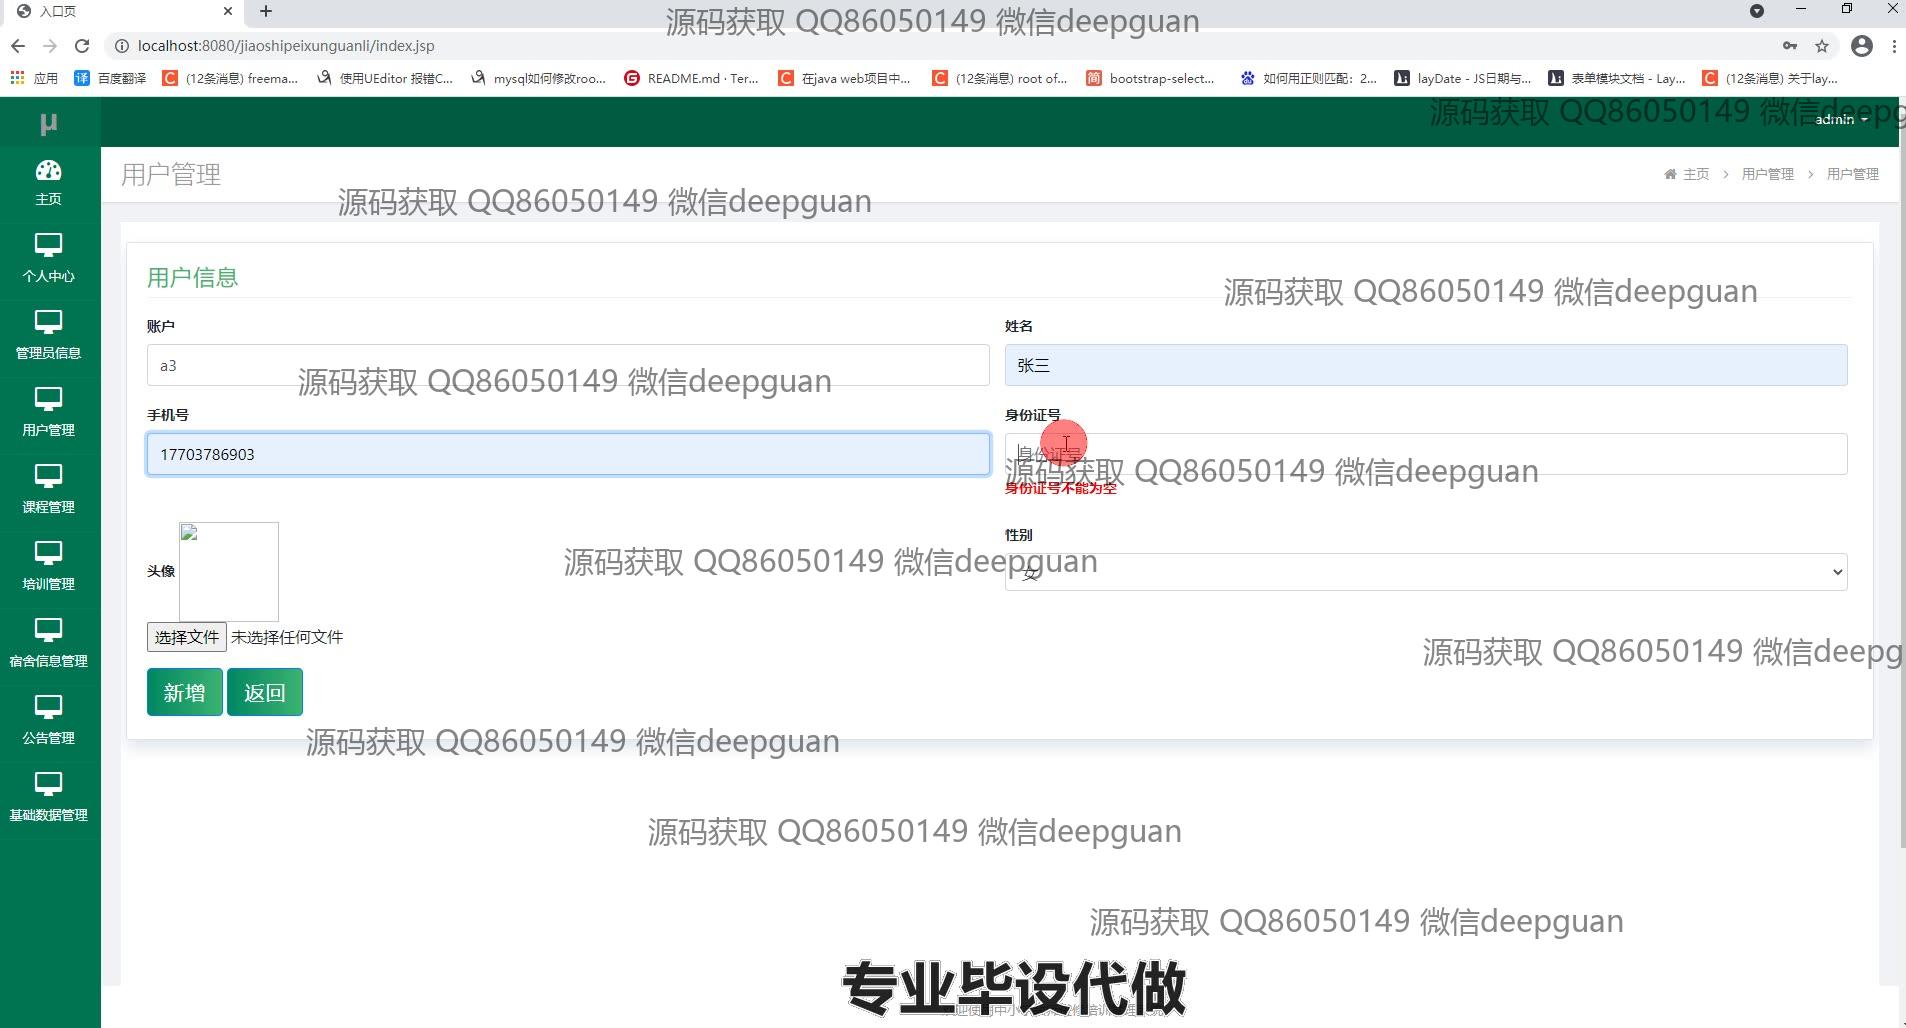 入口页
源码获取 QQ86050149 微信deepguan
localhost:8080/jiaoshipeixunguanli/index.jsp
应用 百度翻译 (12条消息) freema... 使用UEditor 报错C... mysql如何修改roo... README.md · Ter... 在java web项目中... (12条消息) root of... bootstrap-select... 如何用正则匹配：2... layDate - JS日期与... 表单模块文档 - Lay... (12条消息) 关于lay...
源码获取 QQ86050149 微信deepg
μ
admin
用户管理
主页 > 用户管理 > 用户管理
源码获取 QQ86050149 微信deepguan
主页
个人中心
管理员信息
用户管理
课程管理
培训管理
宿舍信息管理
公告管理
基础数据管理
用户信息
源码获取 QQ86050149 微信deepguan
账户
姓名
a3
张三
源码获取 QQ86050149 微信deepguan
手机号
身份证号
17703786903
身份证号
源码获取 QQ86050149 微信deepguan
身份证号不能为空
头像
性别
源码获取 QQ86050149 微信deepguan
女
选择文件 未选择任何文件
源码获取 QQ86050149 微信deepg
新增 返回
源码获取 QQ86050149 微信deepguan
源码获取 QQ86050149 微信deepguan
源码获取 QQ86050149 微信deepguan
专业毕设代做